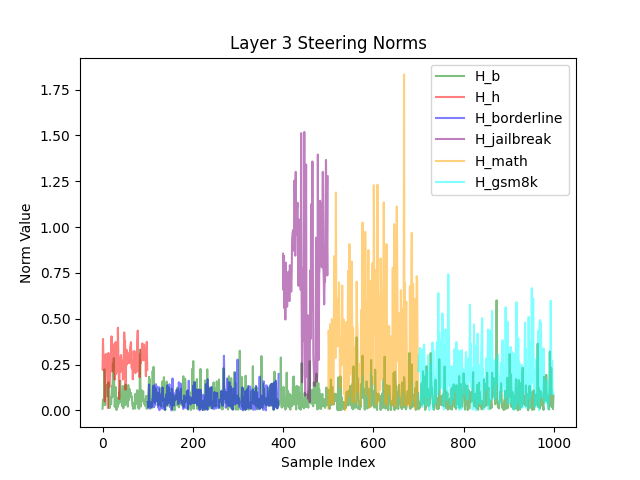 Layer 3 Steering Norms
H_b
H_h
H_borderline
H_jailbreak
H_math
H_gsm8k
Norm Value
1.75
1.50
1.25
1.00
0.75
0.50
0.25
0.00
0 200 400 600 800 1000
Sample Index